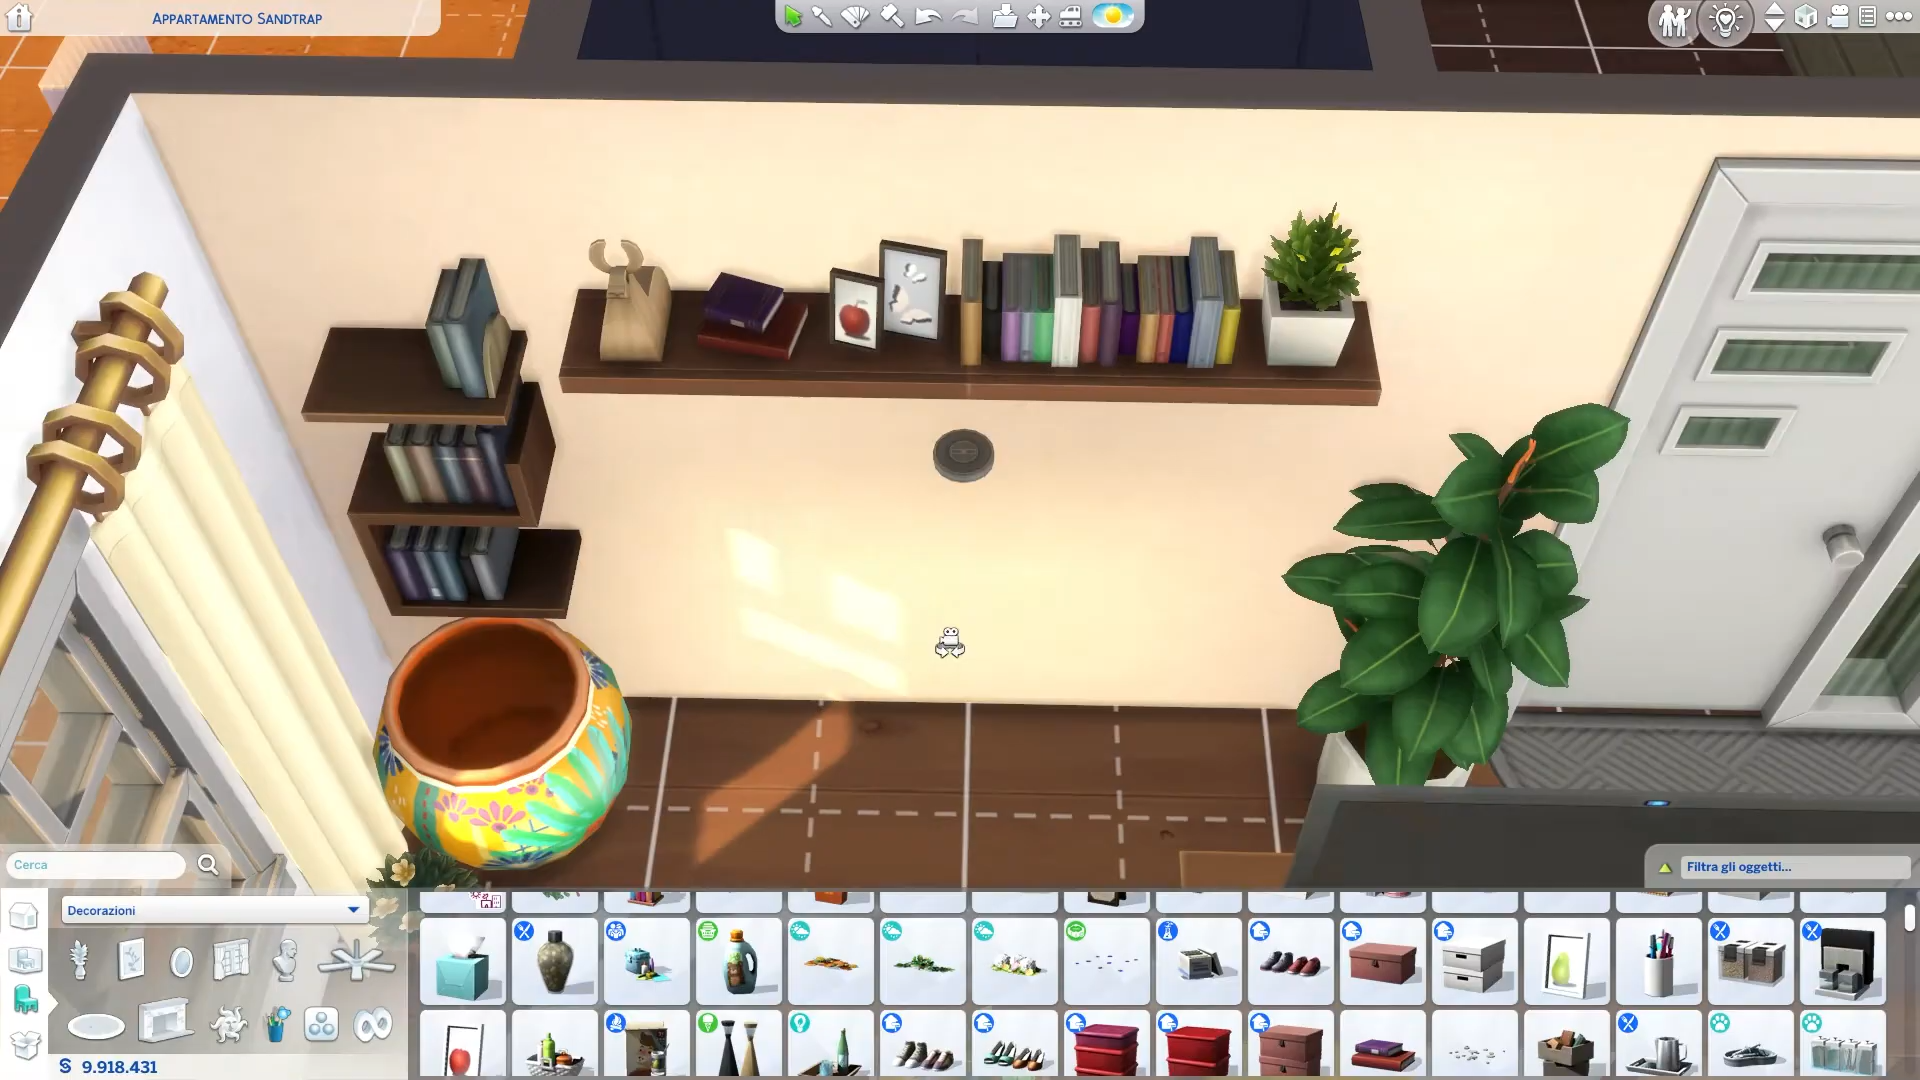 Appartamento Sandtrap
Cerca
Filtra gli oggetti...
Decorazioni
9.918.431